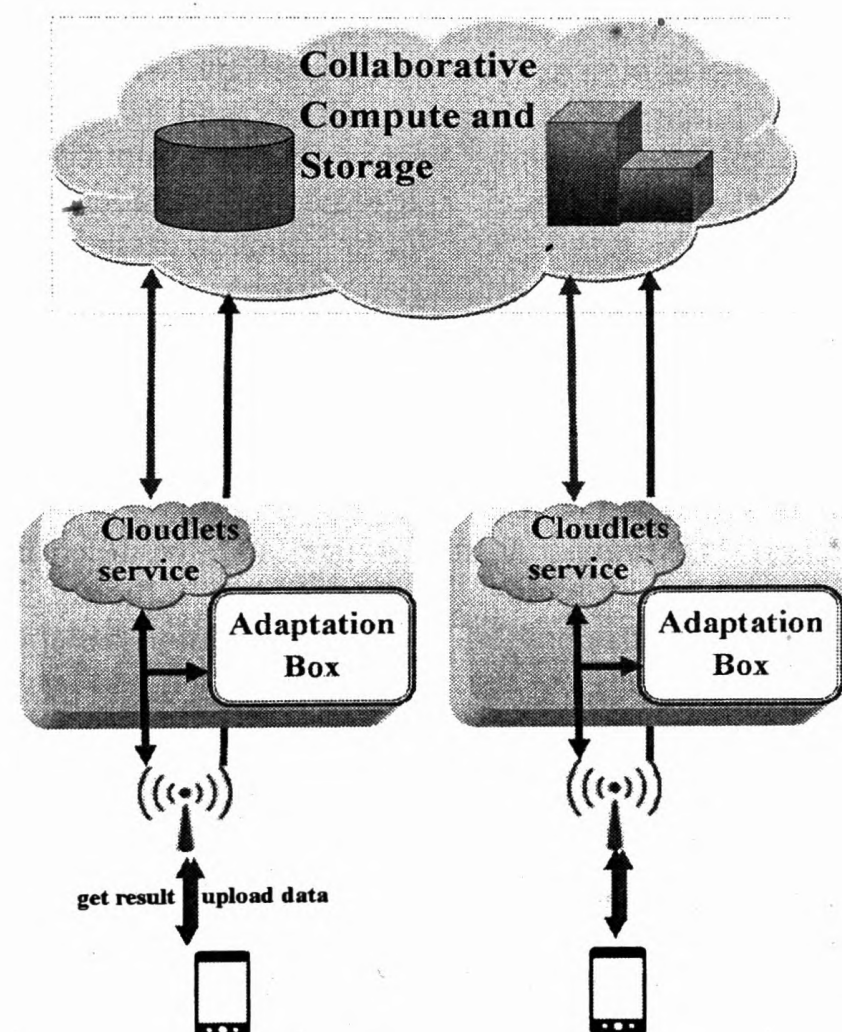 Collaborative
Compute and
Storage
Cloudlets
service
Adaptation
Box
Cloudlets
service
Adaptation
Box
get result upload data